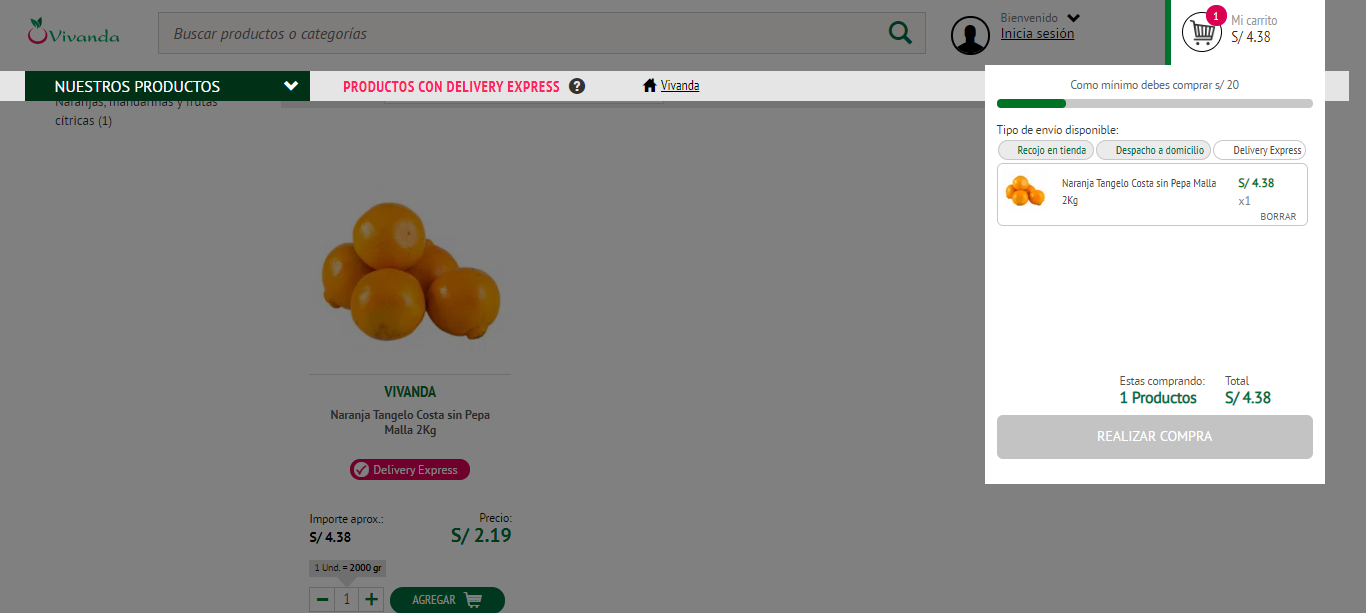 Vivanda
Buscar productos o categorías
Bienvenido
Inicia sesión
1
Mi carrito
S/ 4.38
NUESTROS PRODUCTOS
PRODUCTOS CON DELIVERY EXPRESS ?
Vivanda
Naranjas, mandarinas y frutas
cítricas (1)
VIVANDA
Naranja Tangelo Costa sin Pepa
Malla 2Kg
Delivery Express
Importe aprox.:
S/ 4.38
Precio:
S/ 2.19
1 Und. = 2000 gr
1
AGREGAR
Como mínimo debes comprar s/ 20
Tipo de envío disponible:
Recojo en tienda
Despacho a domicilio
Delivery Express
Naranja Tangelo Costa sin Pepa Malla
2Kg
S/ 4.38
x1
BORRAR
Estas comprando:
1 Productos
Total
S/ 4.38
REALIZAR COMPRA